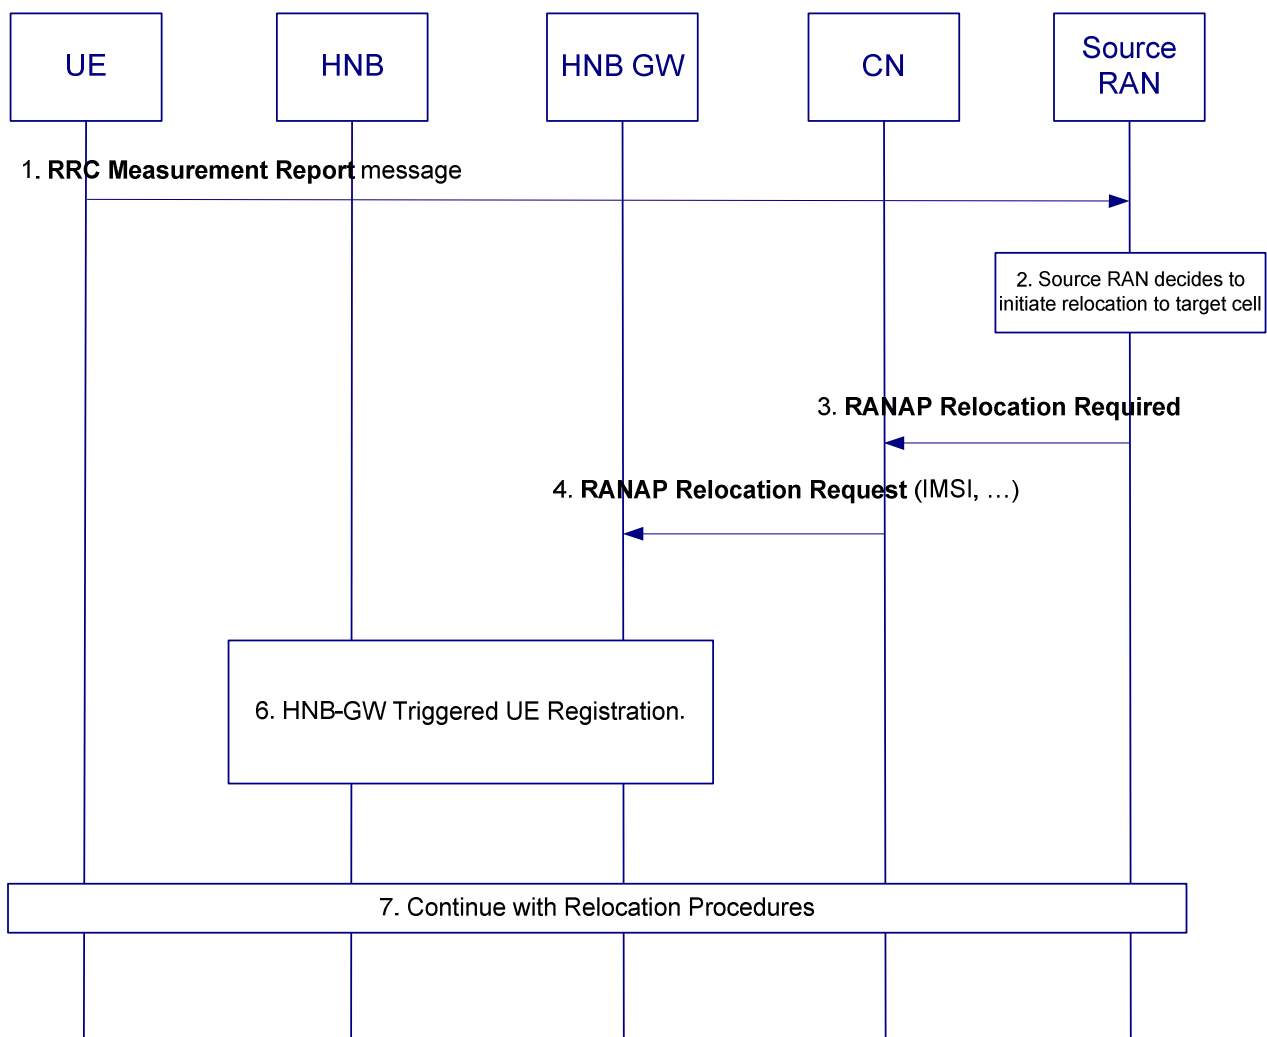 UE
HNB
HNB GW
CN
Source
RAN
1. RRC Measurement Report message
2. Source RAN decides to
initiate relocation to target cell
3. RANAP Relocation Required
4. RANAP Relocation Request (IMSI, …)
6. HNB-GW Triggered UE Registration.
7. Continue with Relocation Procedures